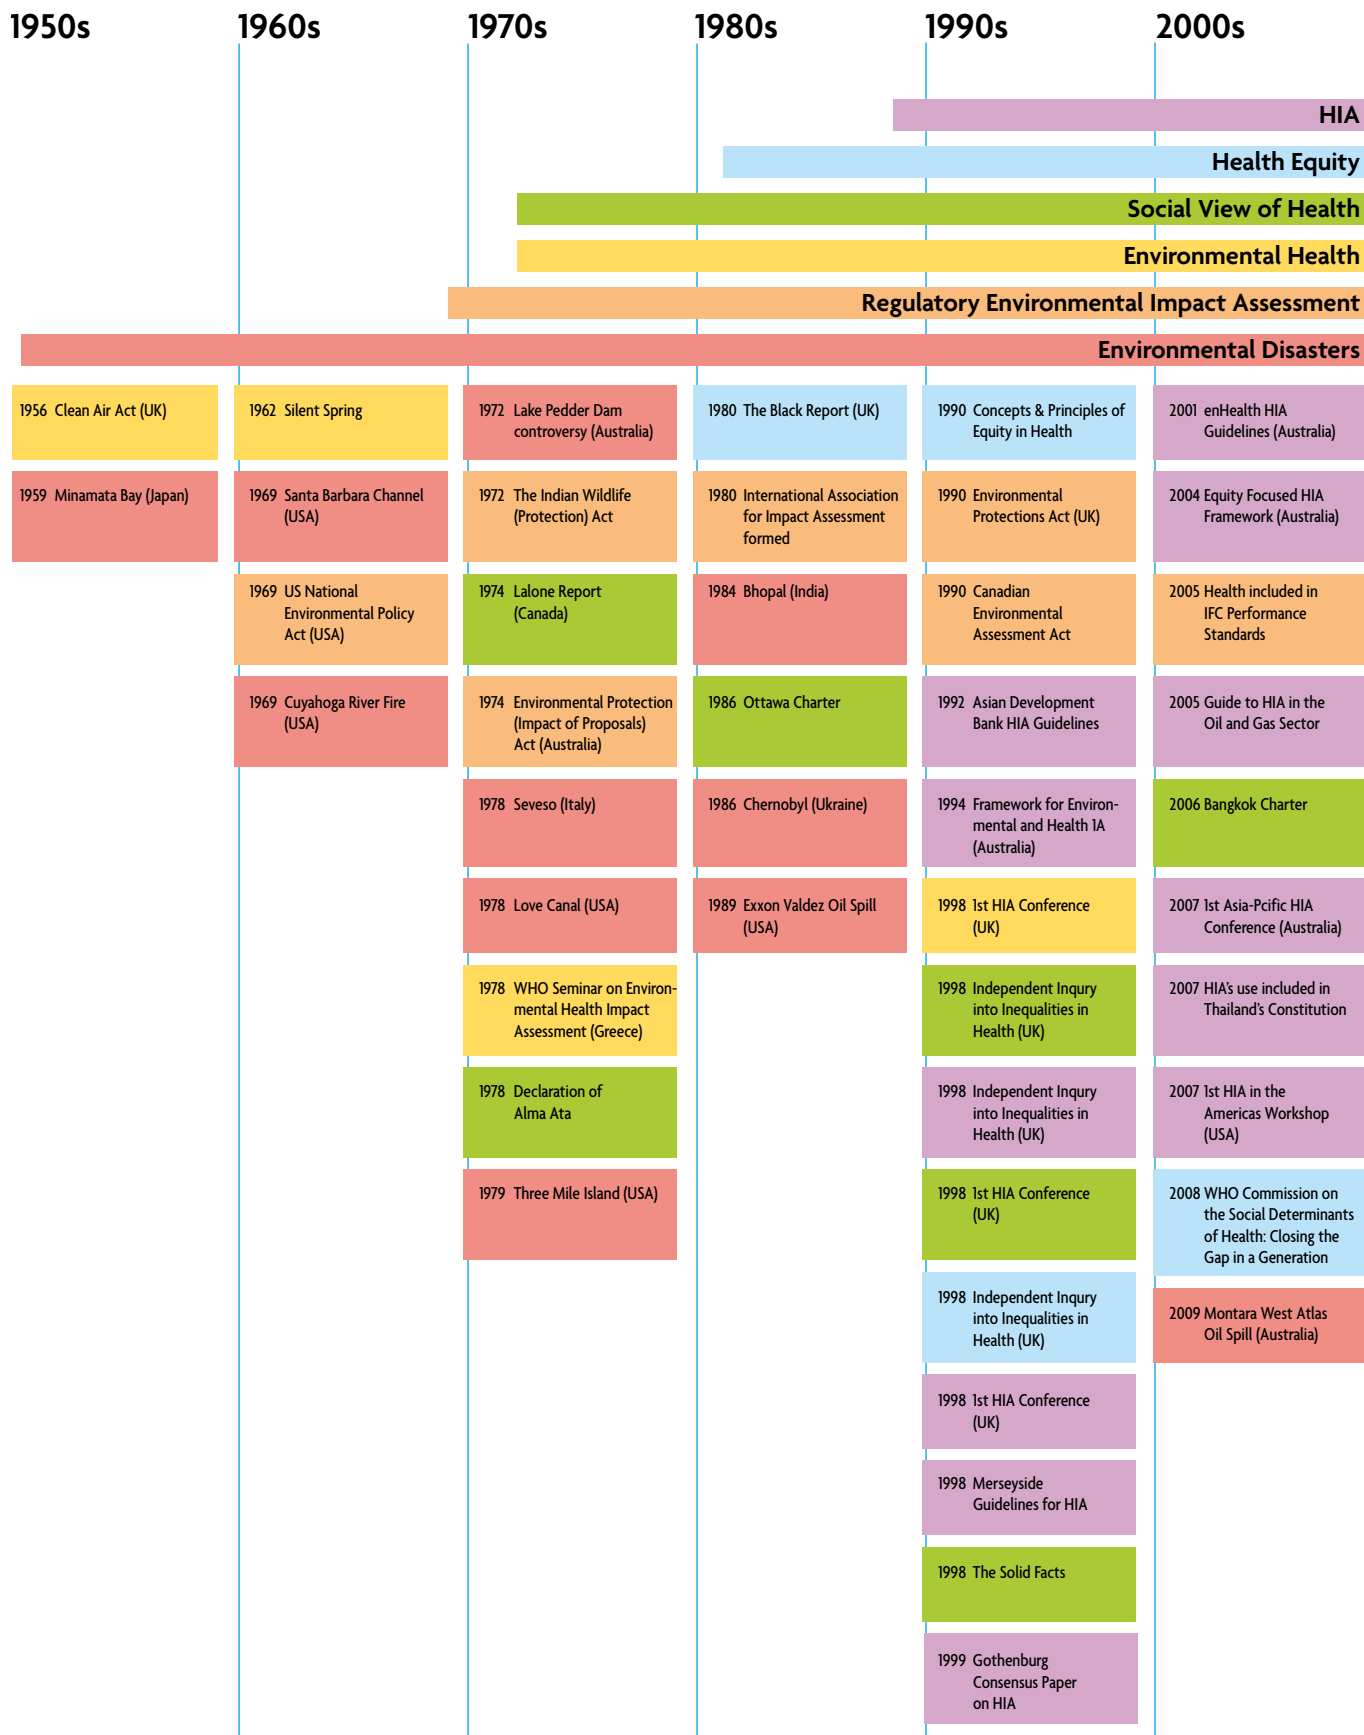 1950s
1960s
1970s
1980s
1990s
2000s
HIA
Health Equity
Social View of Health
Environmental Health
Regulatory Environmental Impact Assessment
Environmental Disasters
1956 Clean Air Act (UK)
1959 Minamata Bay (Japan)
1962 Silent Spring
1969 Santa Barbara Channel
(USA)
1969 US National
Environmental Policy
Act (USA)
1969 Cuyahoga River Fire
(USA)
1972 Lake Pedder Dam
controversy (Australia)
1972 The Indian Wildlife
(Protection) Act
1974 Lalone Report
(Canada)
1974 Environmental Protection
(Impact of Proposals)
Act (Australia)
1978 Seveso (Italy)
1978 Love Canal (USA)
1978 WHO Seminar on Environ-
mental Health Impact
Assessment (Greece)
1978 Declaration of
Alma Ata
1979 Three Mile Island (USA)
1980 The Black Report (UK)
1980 International Association
for Impact Assessment
formed
1984 Bhopal (India)
1986 Ottawa Charter
1986 Chernobyl (Ukraine)
1989 Exxon Valdez Oil Spill
(USA)
1990 Concepts & Principles of
Equity in Health
1990 Environmental
Protections Act (UK)
1990 Canadian
Environmental
Assessment Act
1992 Asian Development
Bank HIA Guidelines
1994 Framework for Environ-
mental and Health 1A
(Australia)
1998 1st HIA Conference
(UK)
1998 Independent Inqury
into Inequalities in
Health (UK)
1998 Independent Inqury
into Inequalities in
Health (UK)
1998 1st HIA Conference
(UK)
1998 Independent Inqury
into Inequalities in
Health (UK)
1998 1st HIA Conference
(UK)
1998 Merseyside
Guidelines for HIA
1998 The Solid Facts
1999 Gothenburg
Consensus Paper
on HIA
2001 enHealth HIA
Guidelines (Australia)
2004 Equity Focused HIA
Framework (Australia)
2005 Health included in
IFC Performance
Standards
2005 Guide to HIA in the
Oil and Gas Sector
2006 Bangkok Charter
2007 1st Asia-Pcific HIA
Conference (Australia)
2007 HIA's use included in
Thailand's Constitution
2007 1st HIA in the
Americas Workshop
(USA)
2008 WHO Commission on
the Social Determinants
of Health: Closing the
Gap in a Generation
2009 Montara West Atlas
Oil Spill (Australia)